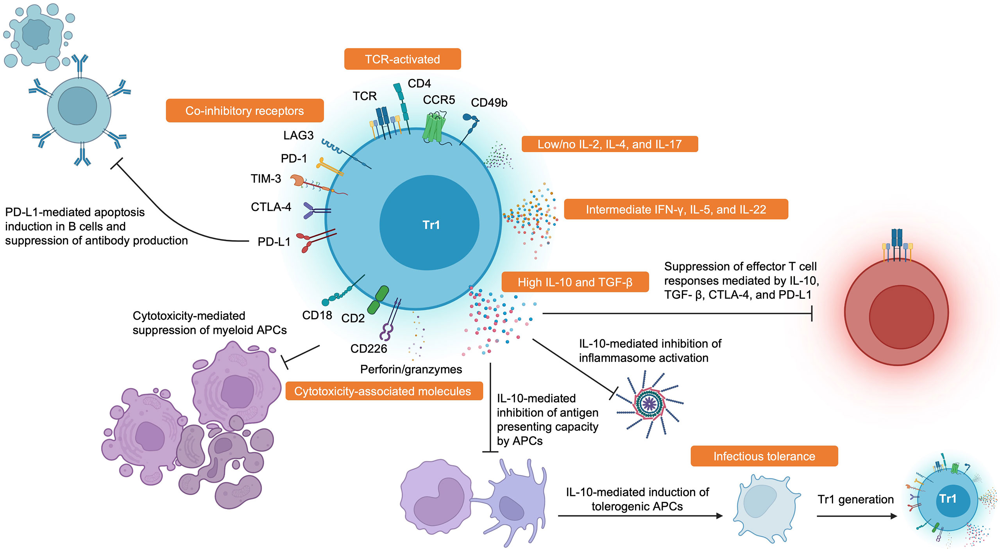 TCR-activated
CD4
TCR
CCR5
CD49b
Co-inhibitory receptors
LAG3
PD-1
TIM-3
CTLA-4
PD-L1
Low/no IL-2, IL-4, and IL-17
Intermediate IFN-γ, IL-5, and IL-22
Tr1
PD-L1-mediated apoptosis
induction in B cells and
suppression of antibody production
High IL-10 and TGF-β
Suppression of effector T cell
responses mediated by IL-10,
TGF- β, CTLA-4, and PD-L1
CD18
CD2
CD226
Cytotoxicity-mediated
suppression of myeloid APCs
Perforin/granzymes
Cytotoxicity-associated molecules
IL-10-mediated inhibition of
inflammasome activation
IL-10-mediated
inhibition of antigen
presenting capacity
by APCs
Infectious tolerance
IL-10-mediated induction of
tolerogenic APCs
Tr1 generation
Tr1